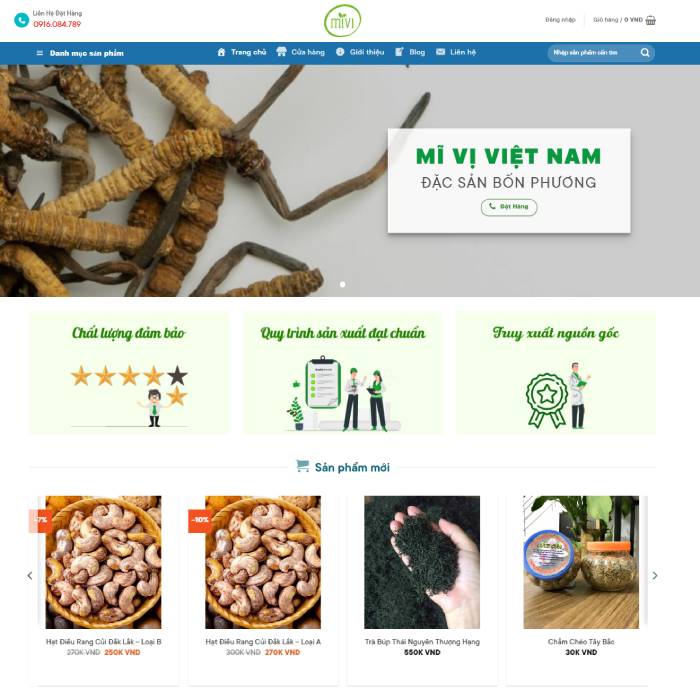 Liên Hệ Đặt Hàng
0916.084.789
MIVI
Đăng nhập
Giỏ hàng / 0 VND
Danh mục sản phẩm
Trang chủ
Cửa hàng
Giới thiệu
Blog
Liên hệ
Nhập sản phẩm cần tìm
MĨ VỊ VIỆT NAM
ĐẶC SẢN BỐN PHƯƠNG
Đặt Hàng
Chất lượng đảm bảo
Quy trình sản xuất đạt chuẩn
Truy xuất nguồn gốc
Sản phẩm mới
-7%
-10%
Hạt Điều Rang Củi Đắk Lắk – Loại B
270K VND 250K VND
Hạt Điều Rang Củi Đắk Lắk – Loại A
300K VND 270K VND
Trà Búp Thái Nguyên Thượng Hạng
550K VND
Chẳm Chéo Tây Bắc
30K VND